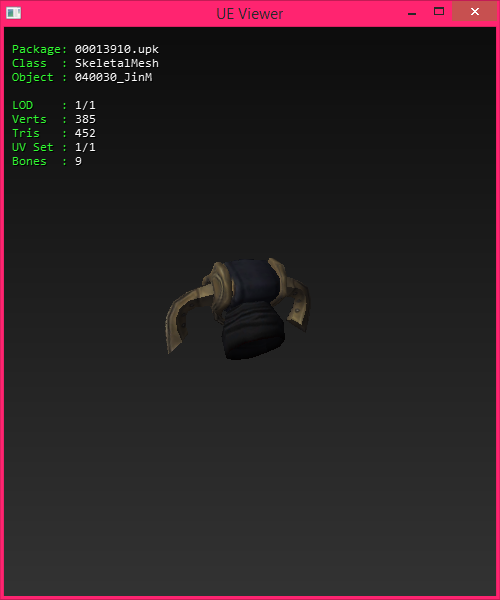 UE Viewer
Package: 00013910.upk
Class : SkeletalMesh
Object : 040030_JinM
LOD : 1/1
Verts : 385
Tris : 452
UV Set : 1/1
Bones : 9